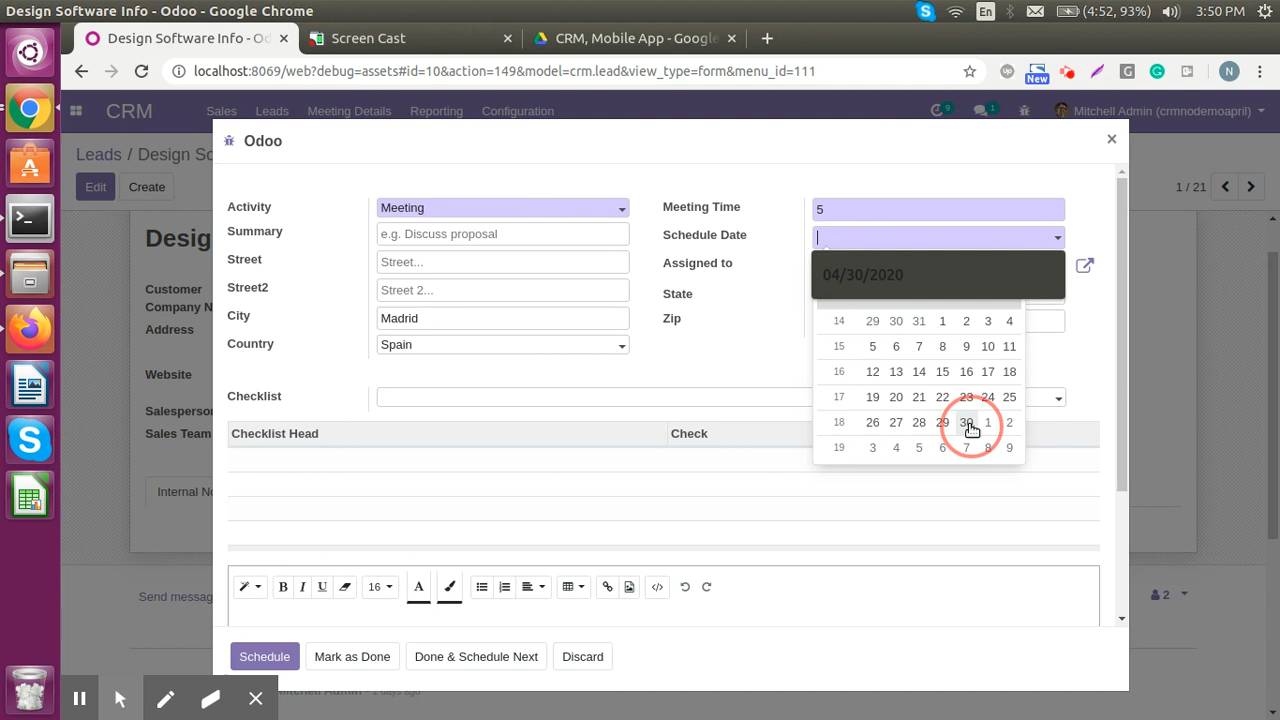 Design Software Info - Odoo - Google Chrome
En
(4:52, 93%)
3:50 PM
Design Software Info - Od
Screen Cast
CRM, Mobile App - Google
localhost:8069/web?debug=assets#id=10&action=149&model=crm.lead&view_type=form&menu_id=111
New
N
CRM
Sales
Leads
Meeting Details
Reporting
Configuration
9
1
Mitchell Admin (crmnodemoapril)
Leads / Design So
Edit
Create
1 / 21
Odoo
Activity
Meeting
Meeting Time
5
Summary
e.g. Discuss proposal
Schedule Date
Street
Street...
Assigned to
04/30/2020
Street2
Street 2...
State
City
Madrid
Zip
Country
Spain
14 29 30 31 1 2 3 4
15 5 6 7 8 9 10 11
16 12 13 14 15 16 17 18
17 19 20 21 22 23 24 25
18 26 27 28 29 30 1 2
19 3 4 5 6 7 8 9
Checklist
Checklist Head
Check
Desig
Customer
Company N
Address
Website
Salesperson
Sales Team
Internal No
B I U
16
A
Send messag
2
Schedule
Mark as Done
Done & Schedule Next
Discard
Mitchell Admin - 2 days ago